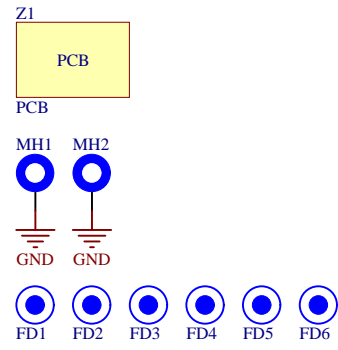 Z1
PCB
PCB
MH1 MH2
GND GND
FD1 FD2 FD3 FD4 FD5 FD6